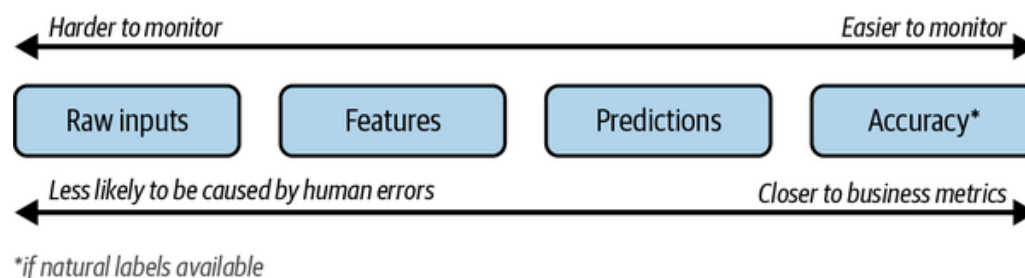 Harder to monitor Easier to monitor
Raw inputs Features Predictions Accuracy*
Less likely to be caused by human errors Closer to business metrics
*if natural labels available